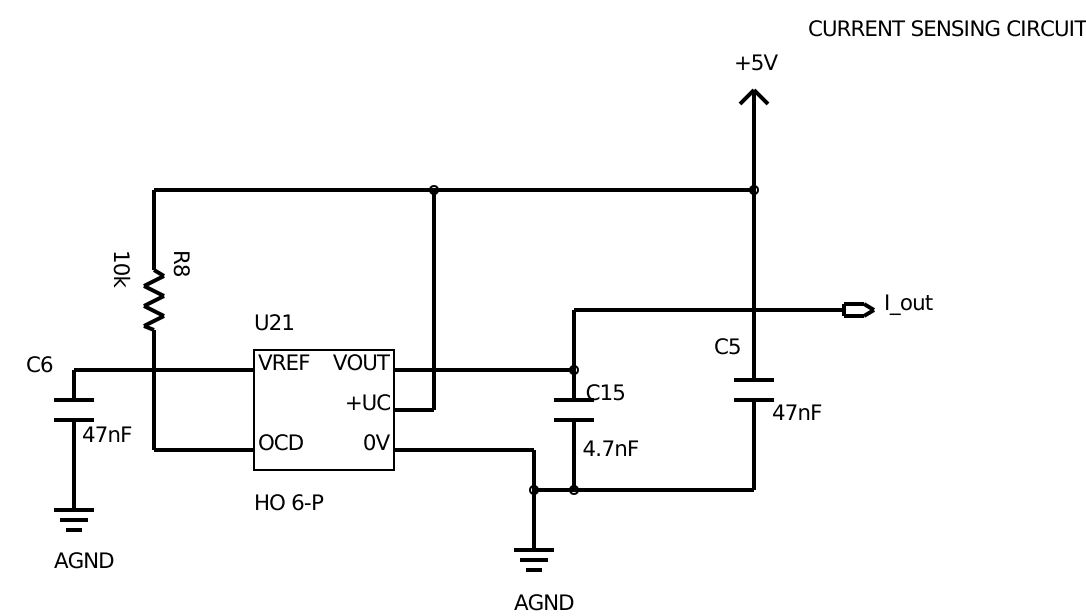 CURRENT SENSING CIRCUIT
+5V
R8
10k
I_out
U21
C5
C6
VREF
VOUT
C15
+UC
47nF
47nF
OCD
0V
4.7nF
HO 6-P
AGND
AGND